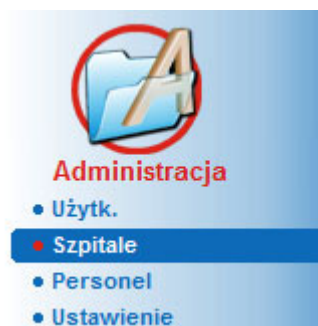 Administracja
Użytk.
Szpitale
Personel
Ustawienie